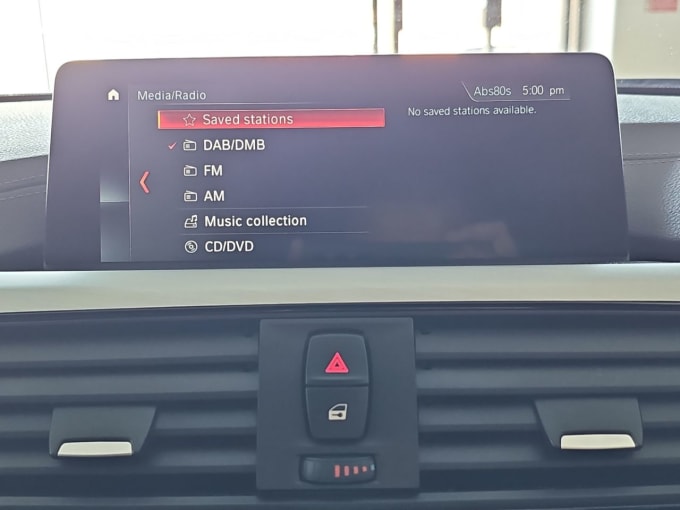 Media/Radio
Abs80s 5:00 pm
Saved stations
No saved stations available.
DAB/DMB
FM
AM
Music collection
CD/DVD